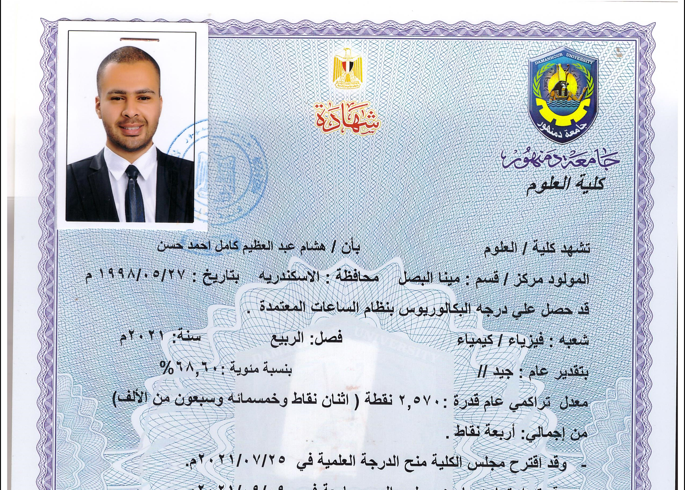 DAMANHOUR UNIVERSITY
جامعة دمنهور
شهادة
جامعة دمنهور
كلية العلوم
تشهد كلية / العلوم بأن / هشام عبد العظيم كامل احمد حسن
المولود مركز / قسم : مينا البصل محافظة : الاسكندريه بتاريخ : ١٩٩٨/٠٥/٢٧ م
قد حصل علي درجه البكالوريوس بنظام الساعات المعتمدة .
شعبه : فيزياء / كيمياء فصل: الربيع سنة: ٢٠٢١م
بتقدير عام : جيد // بنسبة مئوية :٦٨,٦٠%
معدل تراكمي عام قدرة :٢,٥٧٠ نقطة ( اثنان نقاط وخمسمائه وسبعون من الألف)
من إجمالي: أربعة نقاط .
- وقد اقترح مجلس الكلية منح الدرجة العلمية في ٢٠٢١/٠٧/٢٥م.